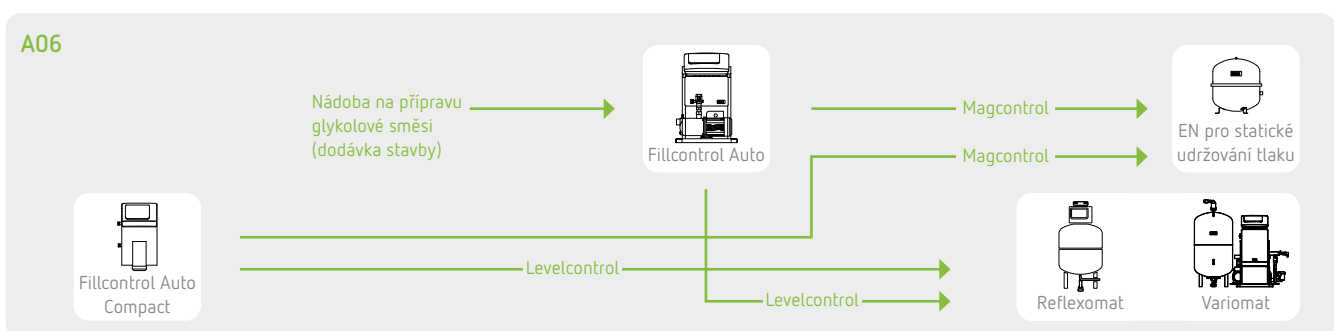 A06
Nádoba na přípravu
glykolové směsi
(dodávka stavby)
Fillcontrol Auto
Magcontrol
Magcontrol
EN pro statické
udržování tlaku
Fillcontrol Auto
Compact
Levelcontrol
Levelcontrol
Reflexomat
Variomat